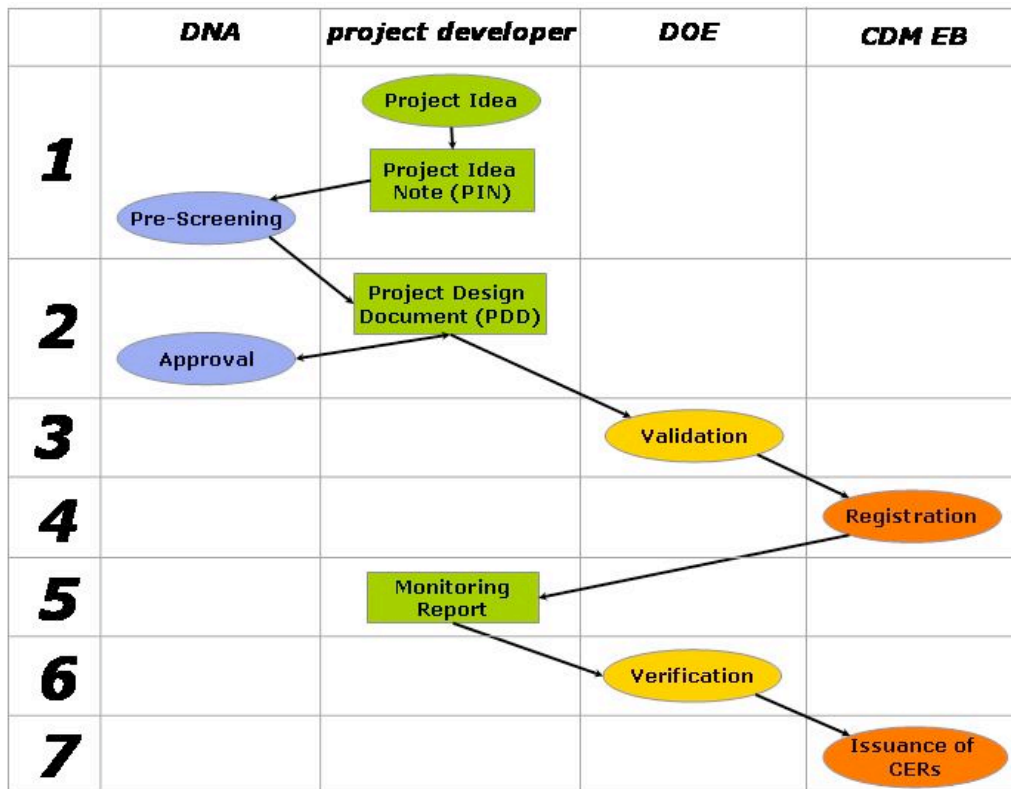 DNA
project developer
DOE
CDM EB
1
Project Idea
Project Idea
Note (PIN)
Pre-Screening
2
Project Design
Document (PDD)
Approval
3
Validation
4
Registration
5
Monitoring
Report
6
Verification
7
Issuance of
CERs